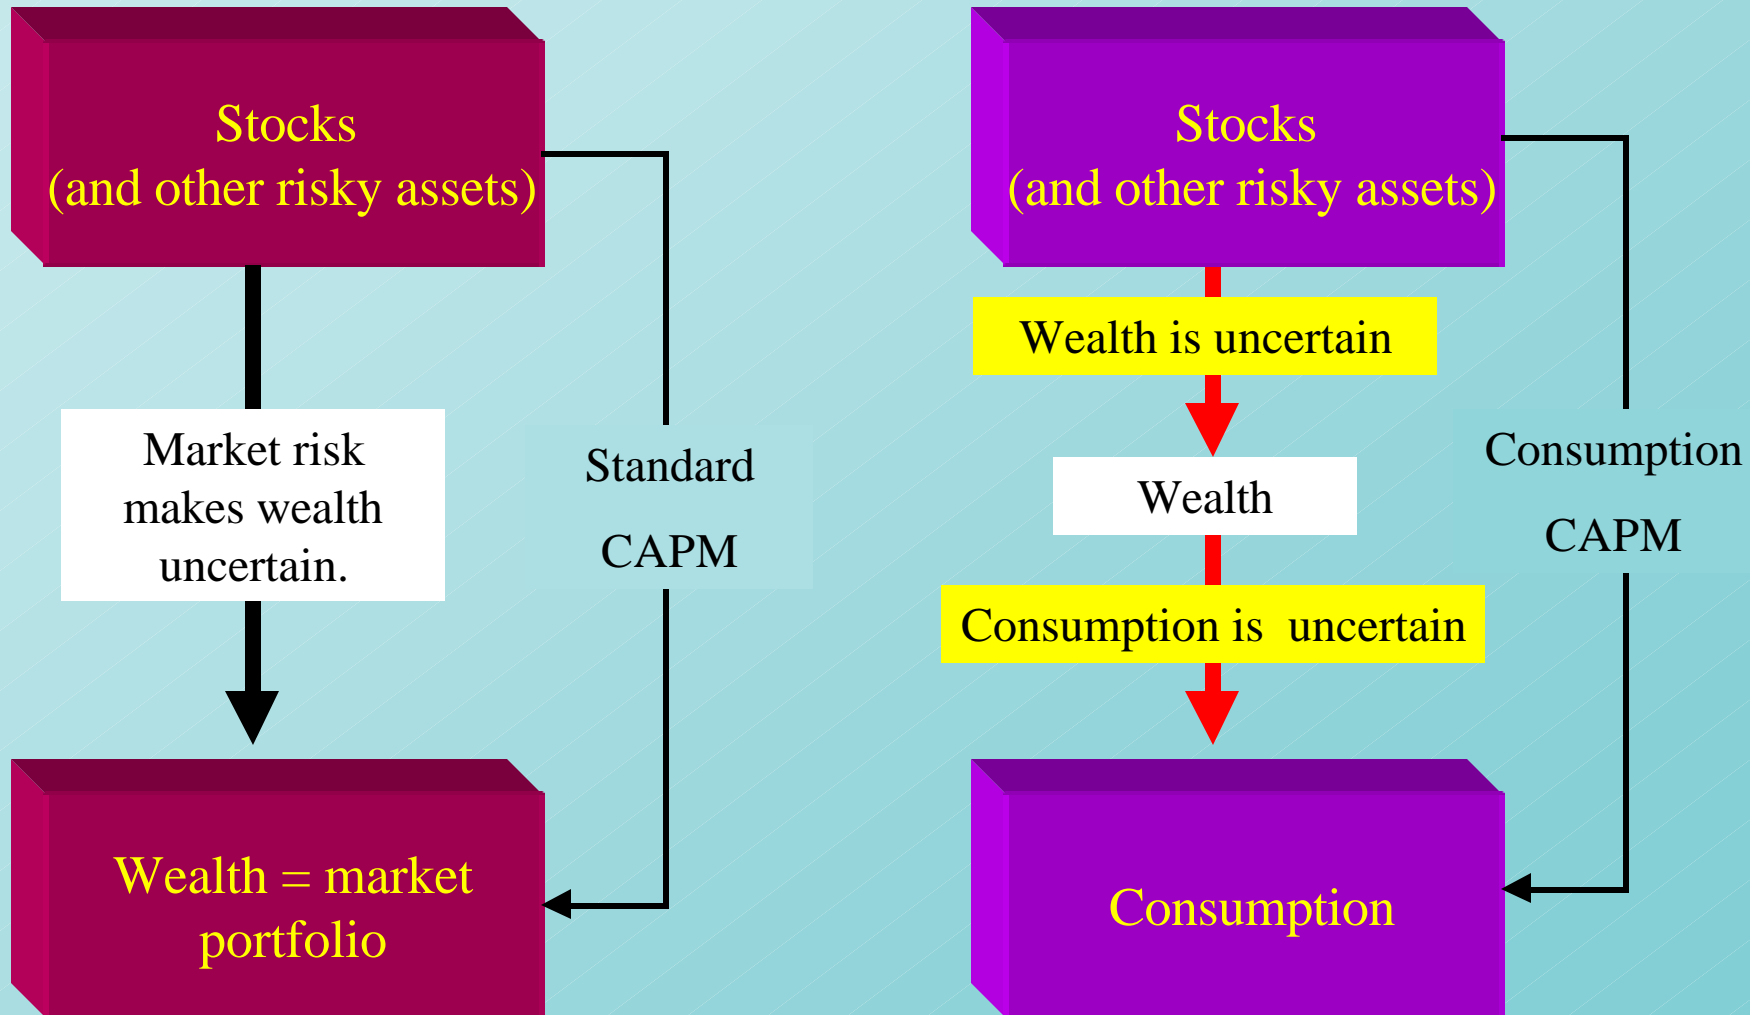 Stocks
(and other risky assets)
Market risk
makes wealth
uncertain.
Standard
CAPM
Wealth = market
portfolio
Stocks
(and other risky assets)
Wealth is uncertain
Wealth
Consumption is  uncertain
Consumption
CAPM
Consumption